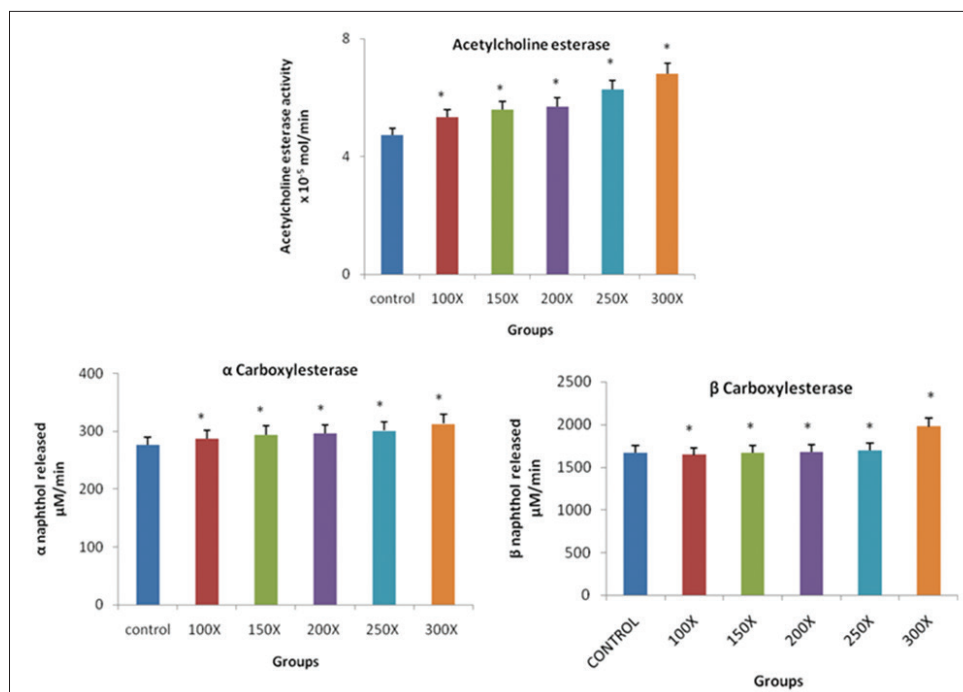 Acetylcholine esterase
Acetylcholine esterase activity
x 10⁻⁵ mol/min
8
4
0
* * * * *
control 100X 150X 200X 250X 300X
Groups
α Carboxylesterase
α naphthol released
µM/min
400
300
200
100
0
* * * * *
control 100X 150X 200X 250X 300X
Groups
β Carboxylesterase
β naphthol released
µM/min
2500
2000
1500
1000
500
0
* * * * *
CONTROL 100X 150X 200X 250X 300X
Groups